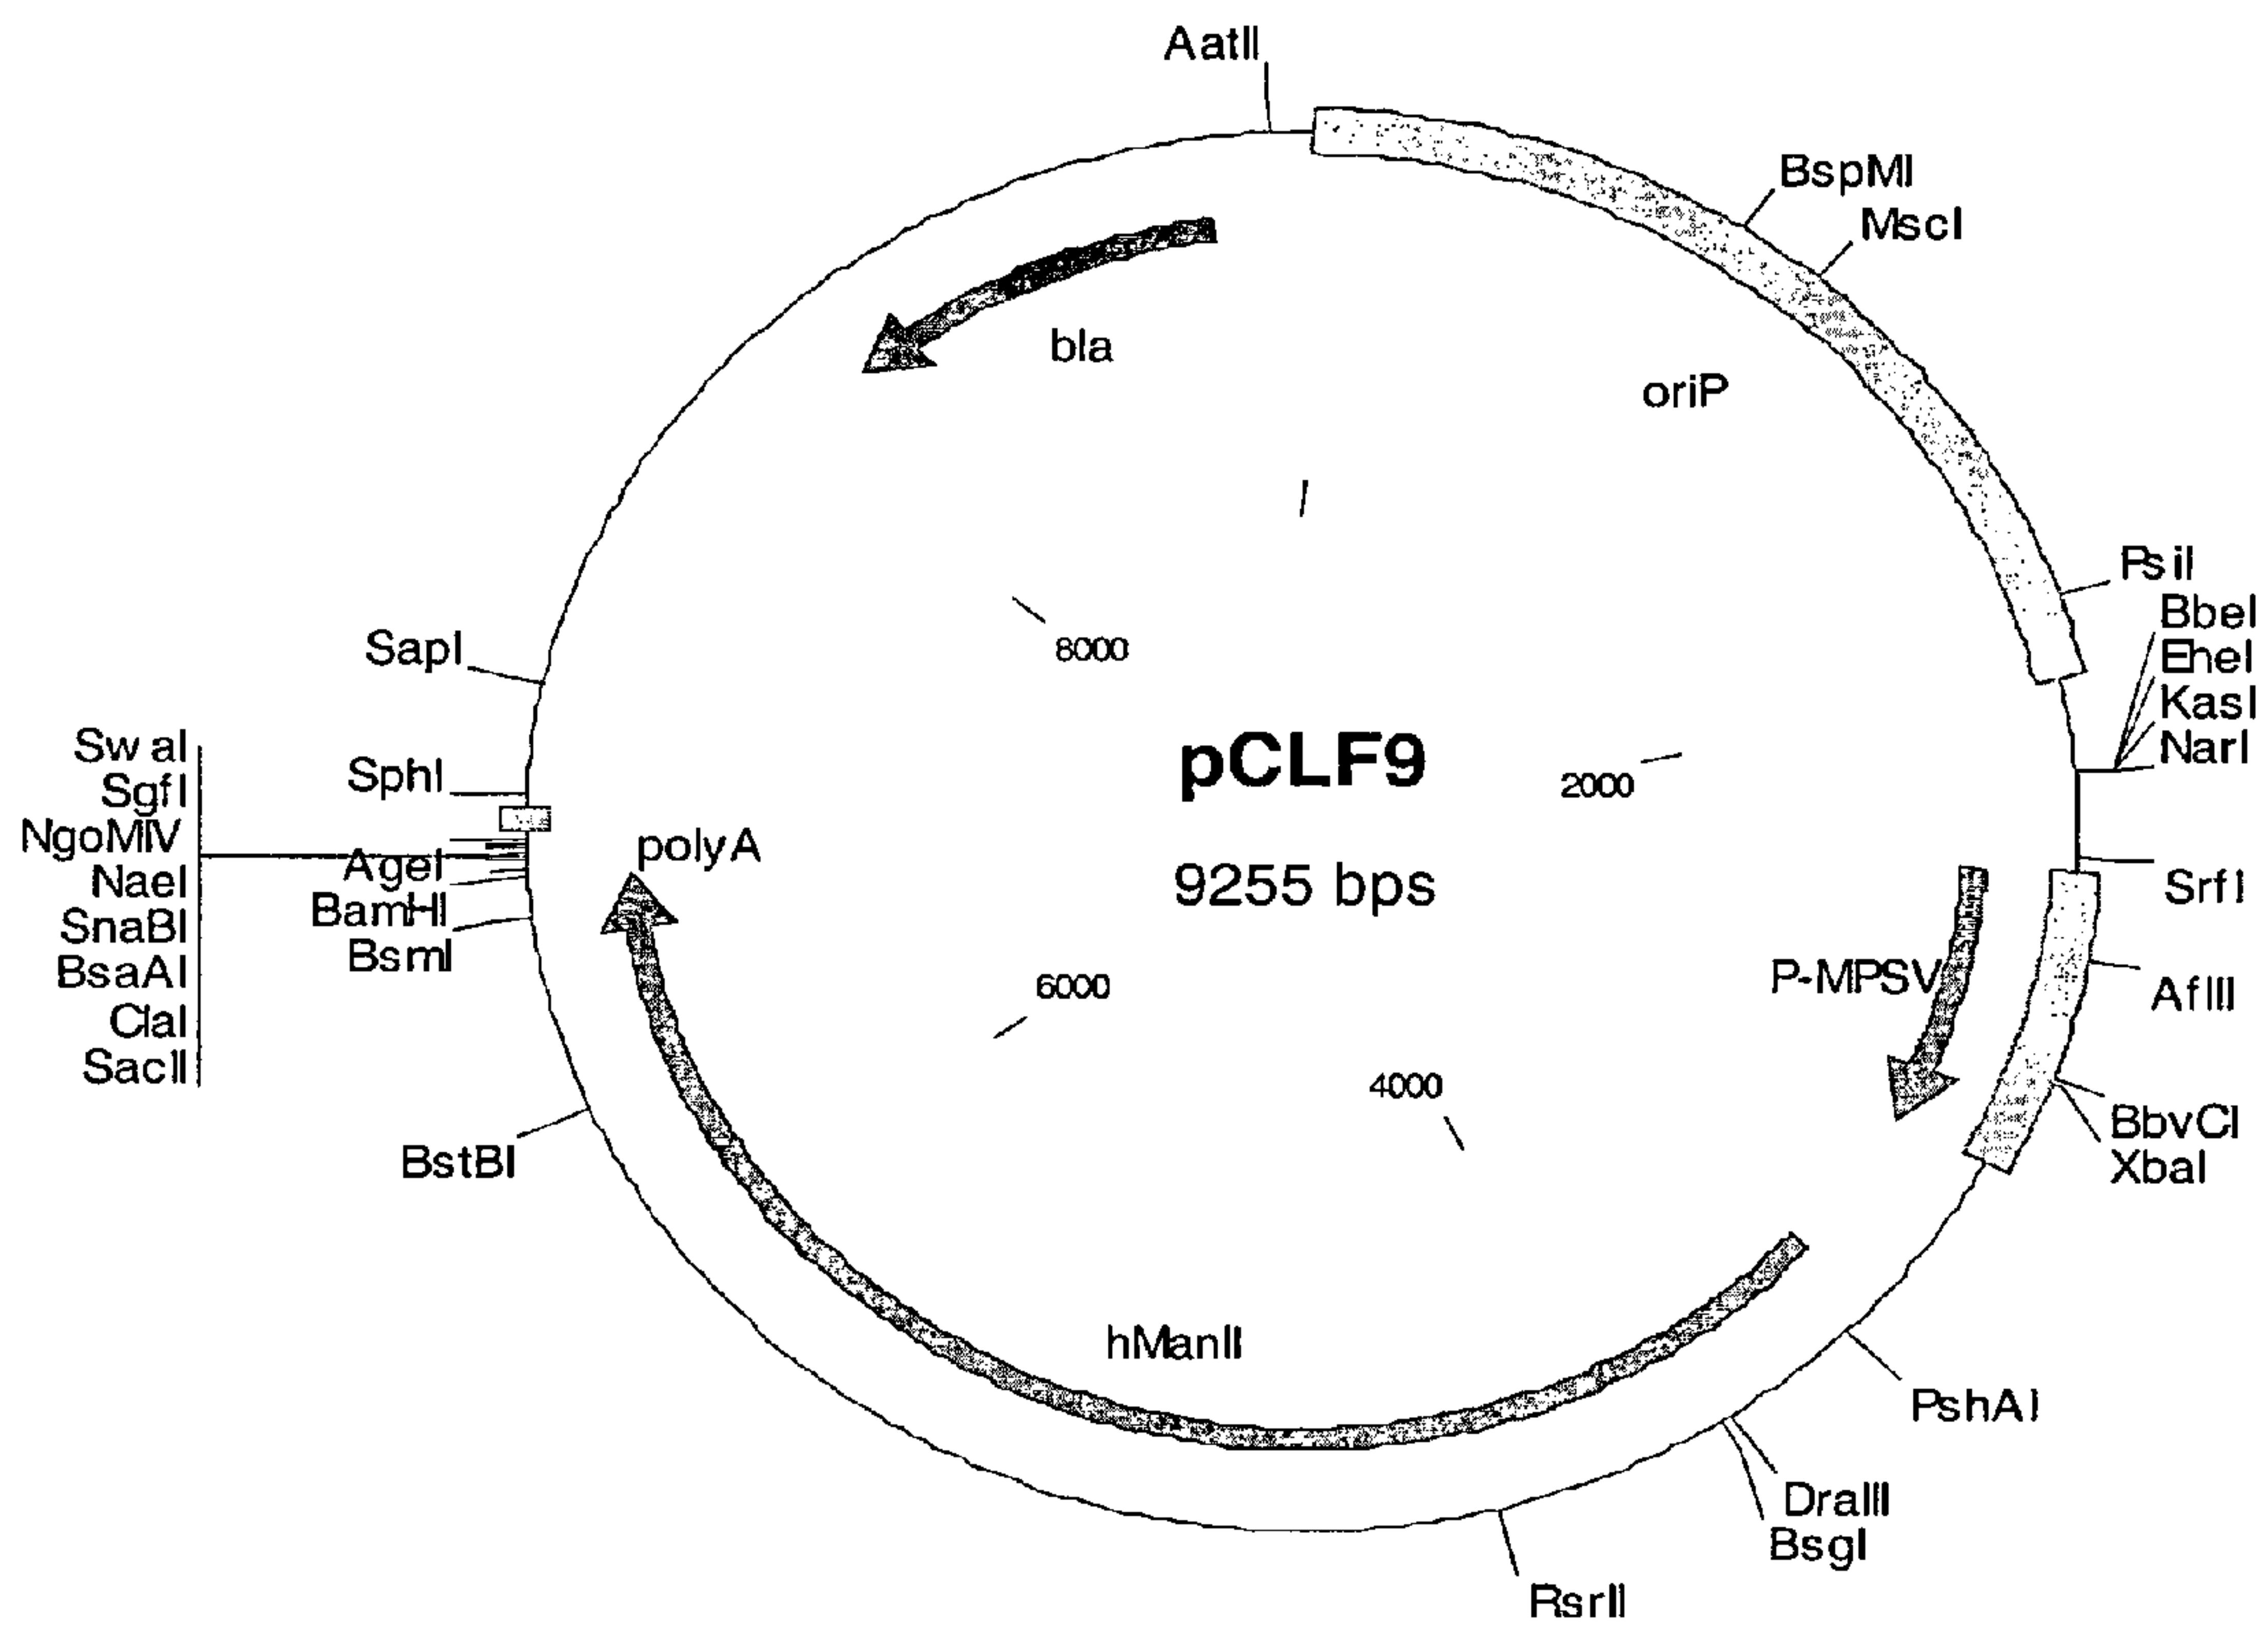 AatII
BspMI
MscI
bla
oriP
PsiI
BbeI
EheI
KasI
NarI
8000
SapI
pCLF9
2000
9255 bps
SwaI
SgfI
NgoMIV
NaeI
SnaBI
BsaAI
ClaI
SacII
SphI
AgeI
BamHI
BsmI
polyA
SrfI
P-MPSV
AflII
6000
4000
BbvCI
XbaI
BstBI
hManII
PshAI
DraIII
BsgI
RsrII